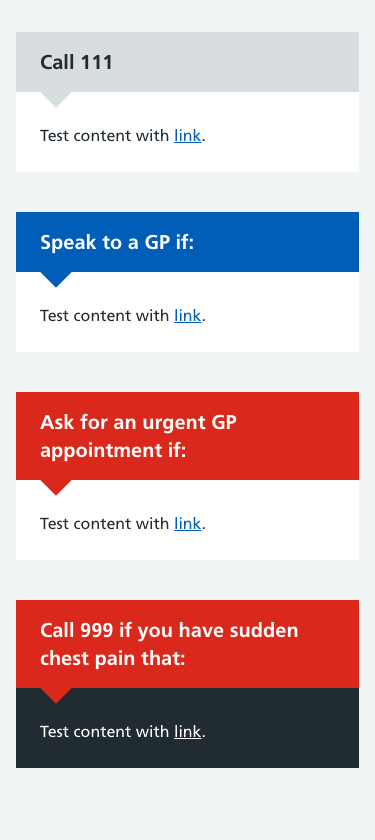 Call 111
Test content with link.
Speak to a GP if:
Test content with link.
Ask for an urgent GP
appointment if:
Test content with link.
Call 999 if you have sudden
chest pain that:
Test content with link.